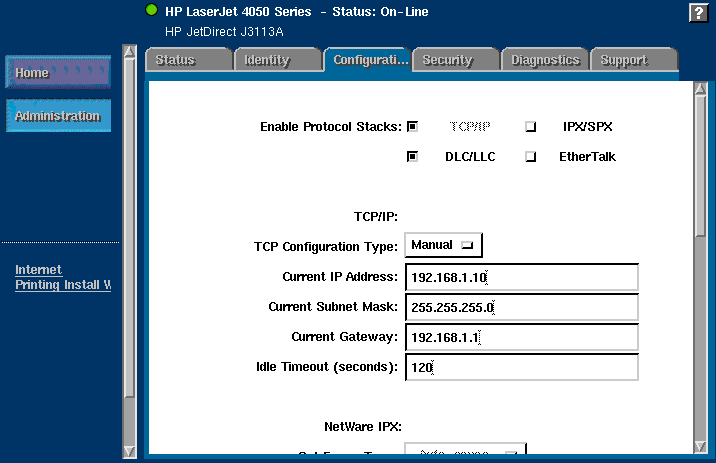 HP LaserJet 4050 Series - Status: On-Line
HP JetDirect J3113A
?
Home
Administration
Internet
Printing Install W
Status Identity Configurati... Security Diagnostics Support
Enable Protocol Stacks: TCP/IP IPX/SPX
DLC/LLC EtherTalk
TCP/IP:
TCP Configuration Type: Manual
Current IP Address: 192.168.1.10
Current Subnet Mask: 255.255.255.0
Current Gateway: 192.168.1.1
Idle Timeout (seconds): 120
NetWare IPX: